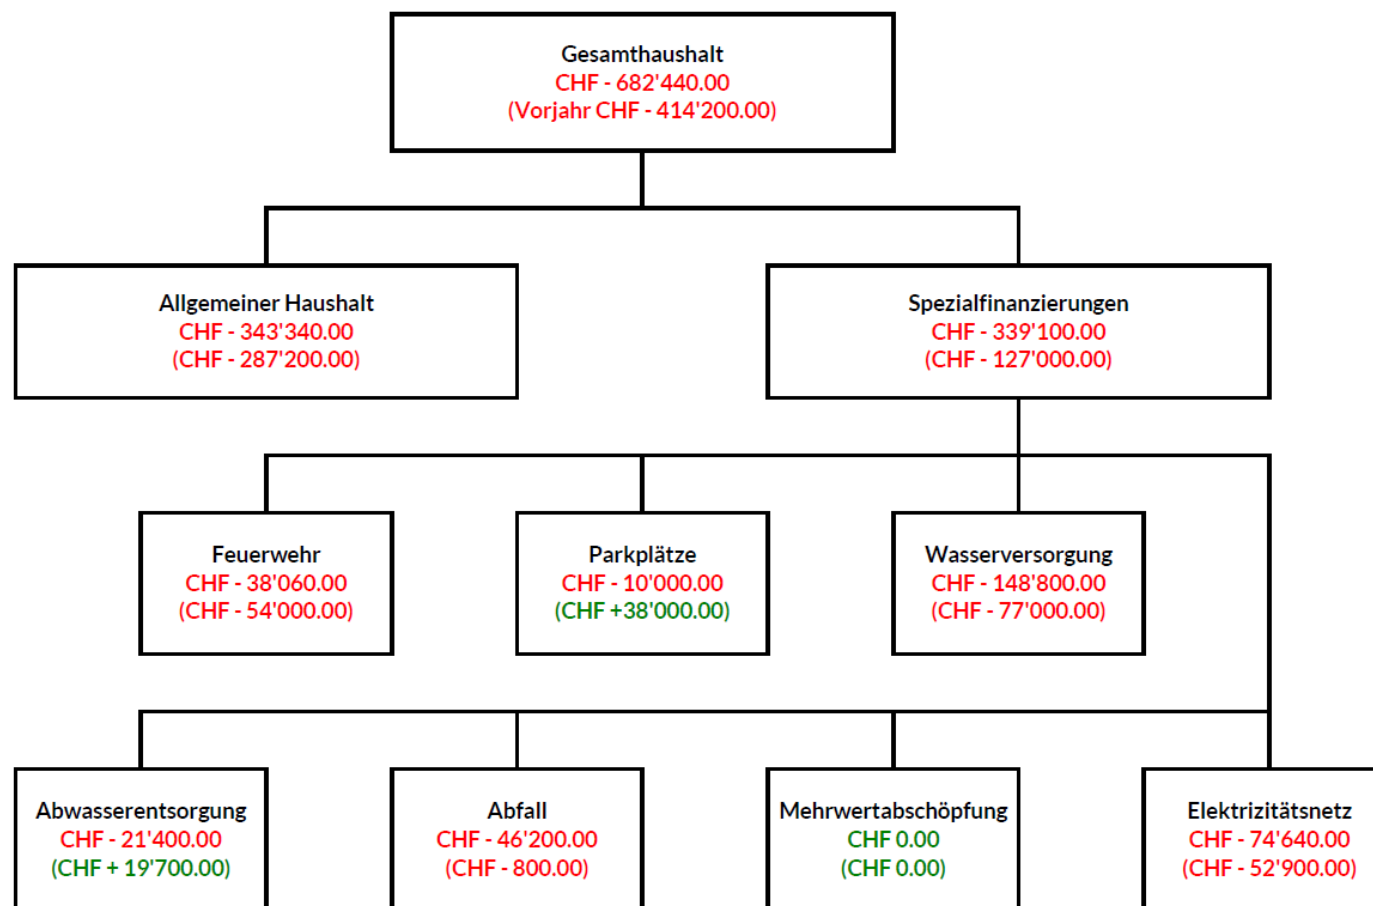 Gesamthaushalt
CHF - 682'440.00
(Vorjahr CHF - 414'200.00)
Allgemeiner Haushalt
CHF - 343'340.00
(CHF - 287'200.00)
Spezialfinanzierungen
CHF - 339'100.00
(CHF - 127'000.00)
Feuerwehr
CHF - 38'060.00
(CHF - 54'000.00)
Parkplätze
CHF - 10'000.00
(CHF +38'000.00)
Wasserversorgung
CHF - 148'800.00
(CHF - 77'000.00)
Abwasserentsorgung
CHF - 21'400.00
(CHF + 19'700.00)
Abfall
CHF - 46'200.00
(CHF - 800.00)
Mehrwertabschöpfung
CHF 0.00
(CHF 0.00)
Elektrizitätsnetz
CHF - 74'640.00
(CHF - 52'900.00)